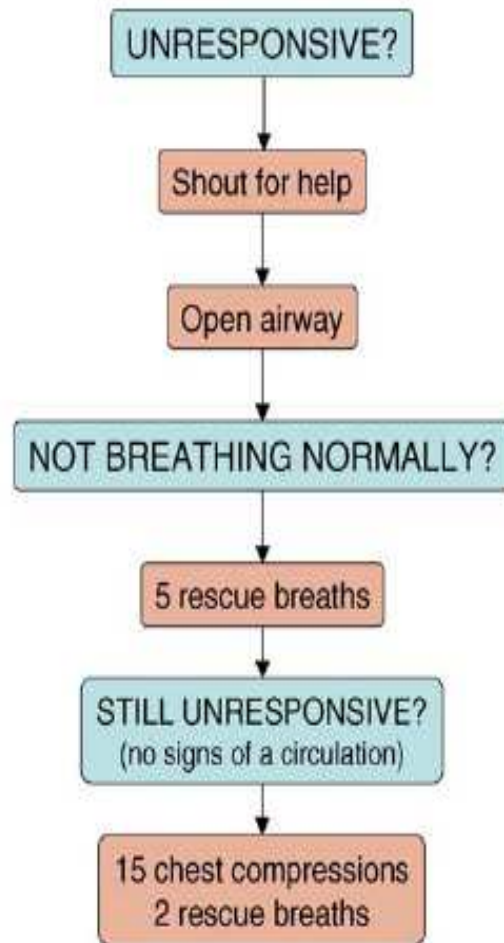 UNRESPONSIVE?
Shout for help
Open airway
NOT BREATHING NORMALLY?
5 rescue breaths
STILL UNRESPONSIVE?
(no signs of a circulation)
15 chest compressions
2 rescue breaths